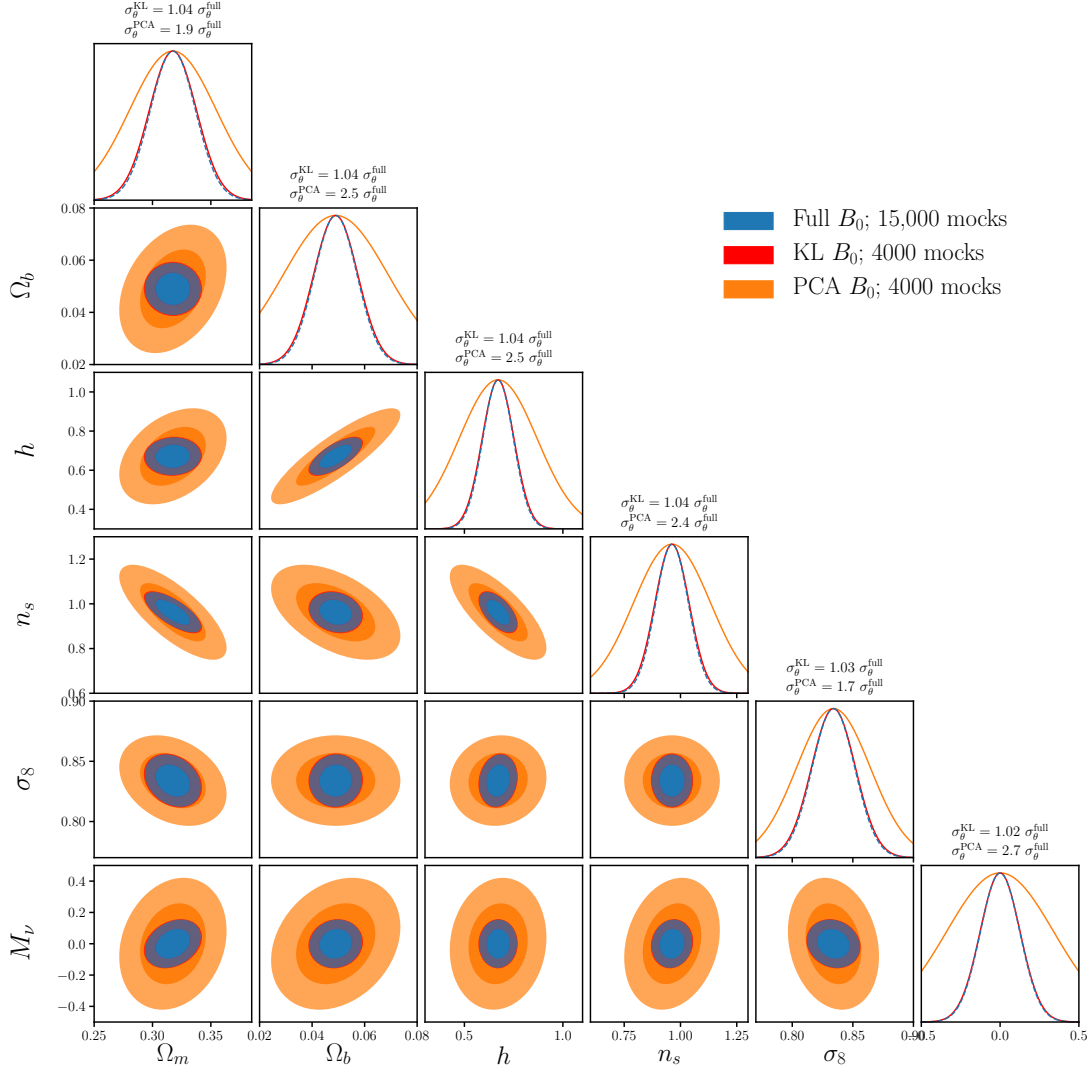 σ_θ^KL = 1.04 σ_θ^full
σ_θ^PCA = 1.9 σ_θ^full
σ_θ^KL = 1.04 σ_θ^full
σ_θ^PCA = 2.5 σ_θ^full
Full B_0; 15,000 mocks
KL B_0; 4000 mocks
PCA B_0; 4000 mocks
0.08
0.06
0.04
0.02
Ω_b
σ_θ^KL = 1.04 σ_θ^full
σ_θ^PCA = 2.5 σ_θ^full
1.0
0.8
0.6
0.4
h
σ_θ^KL = 1.04 σ_θ^full
σ_θ^PCA = 2.4 σ_θ^full
1.2
1.0
0.8
0.6
n_s
σ_θ^KL = 1.03 σ_θ^full
σ_θ^PCA = 1.7 σ_θ^full
0.90
0.85
0.80
σ_8
σ_θ^KL = 1.02 σ_θ^full
σ_θ^PCA = 2.7 σ_θ^full
0.4
0.2
0.0
−0.2
−0.4
M_ν
0.25 0.30 0.35
0.02 0.04 0.06 0.08
0.5 1.0
0.75 1.00 1.25
0.80 0.85 0.90
0.0 0.5
Ω_m Ω_b h n_s σ_8